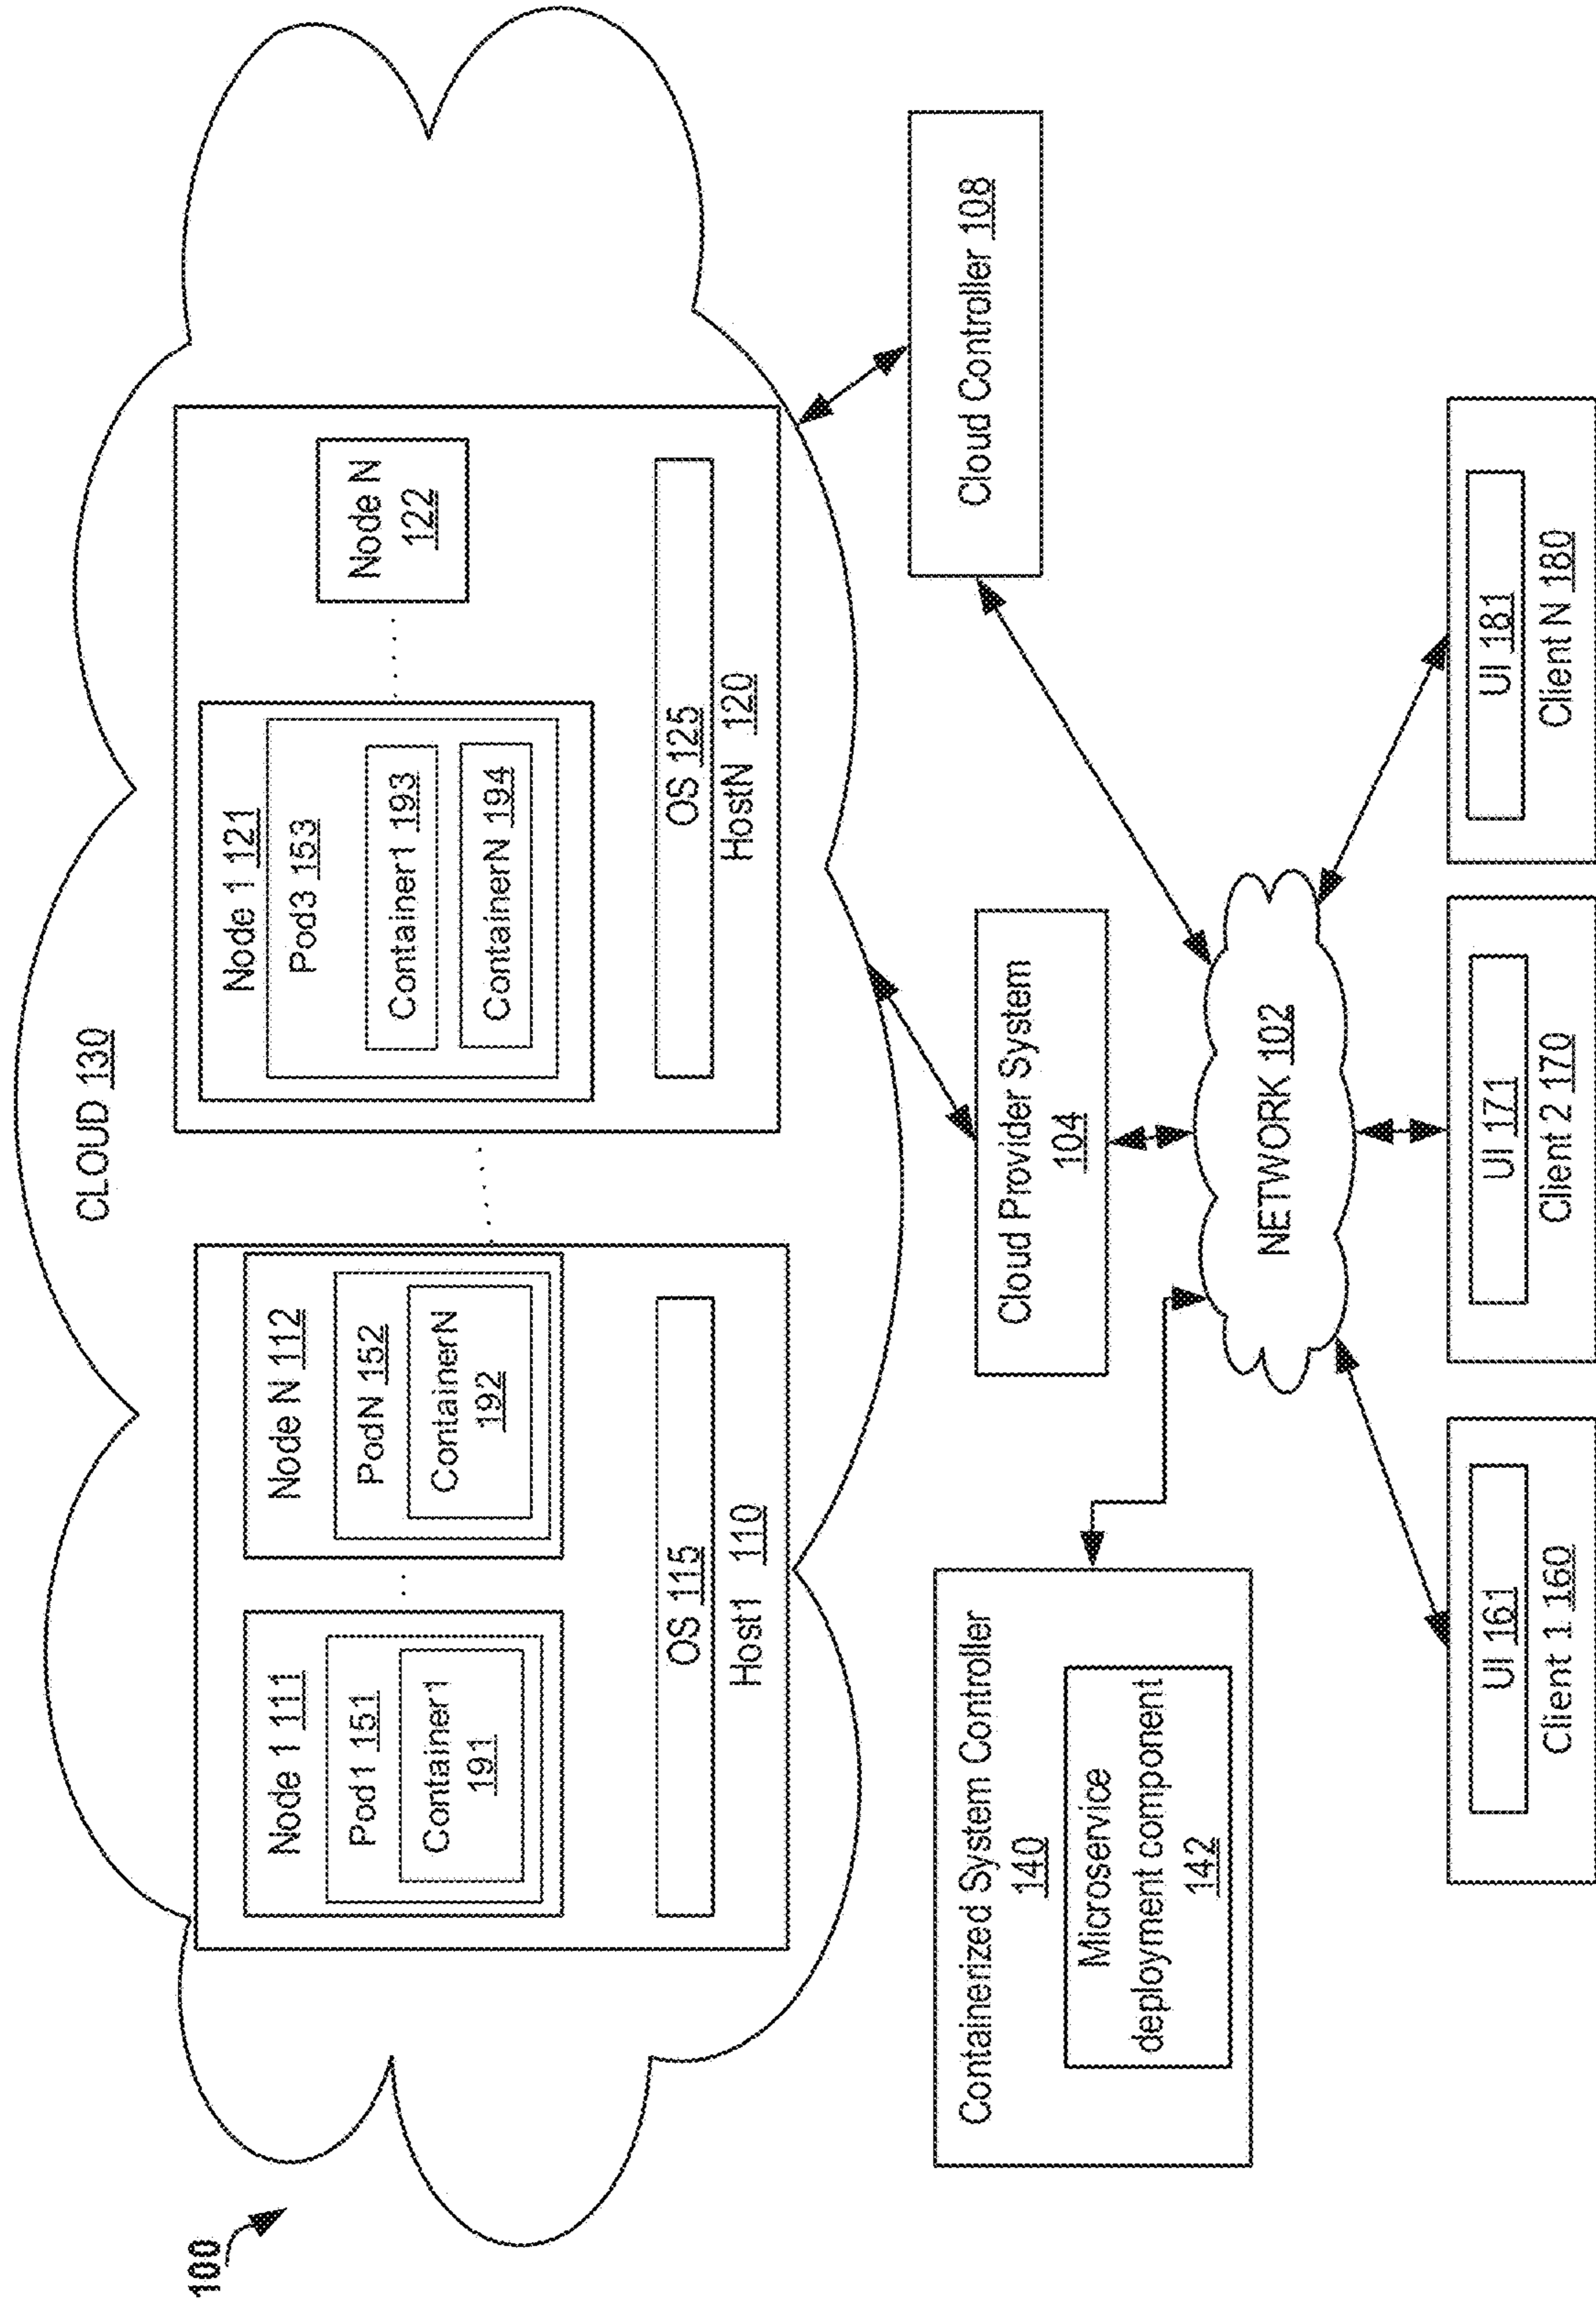 100
CLOUD 130
Node 1 111
Pod1 151
Container1
191
Node N 112
PodN 152
ContainerN
192
OS 115
Host1 110
Node 1 121
Pod3 153
Container1 193
ContainerN 194
Node N
122
OS 125
HostN 120
Containerized System Controller
140
Microservice
deployment component
142
Cloud Provider System
104
Cloud Controller 108
NETWORK 102
UI 161
Client 1 160
UI 171
Client 2 170
UI 181
Client N 180